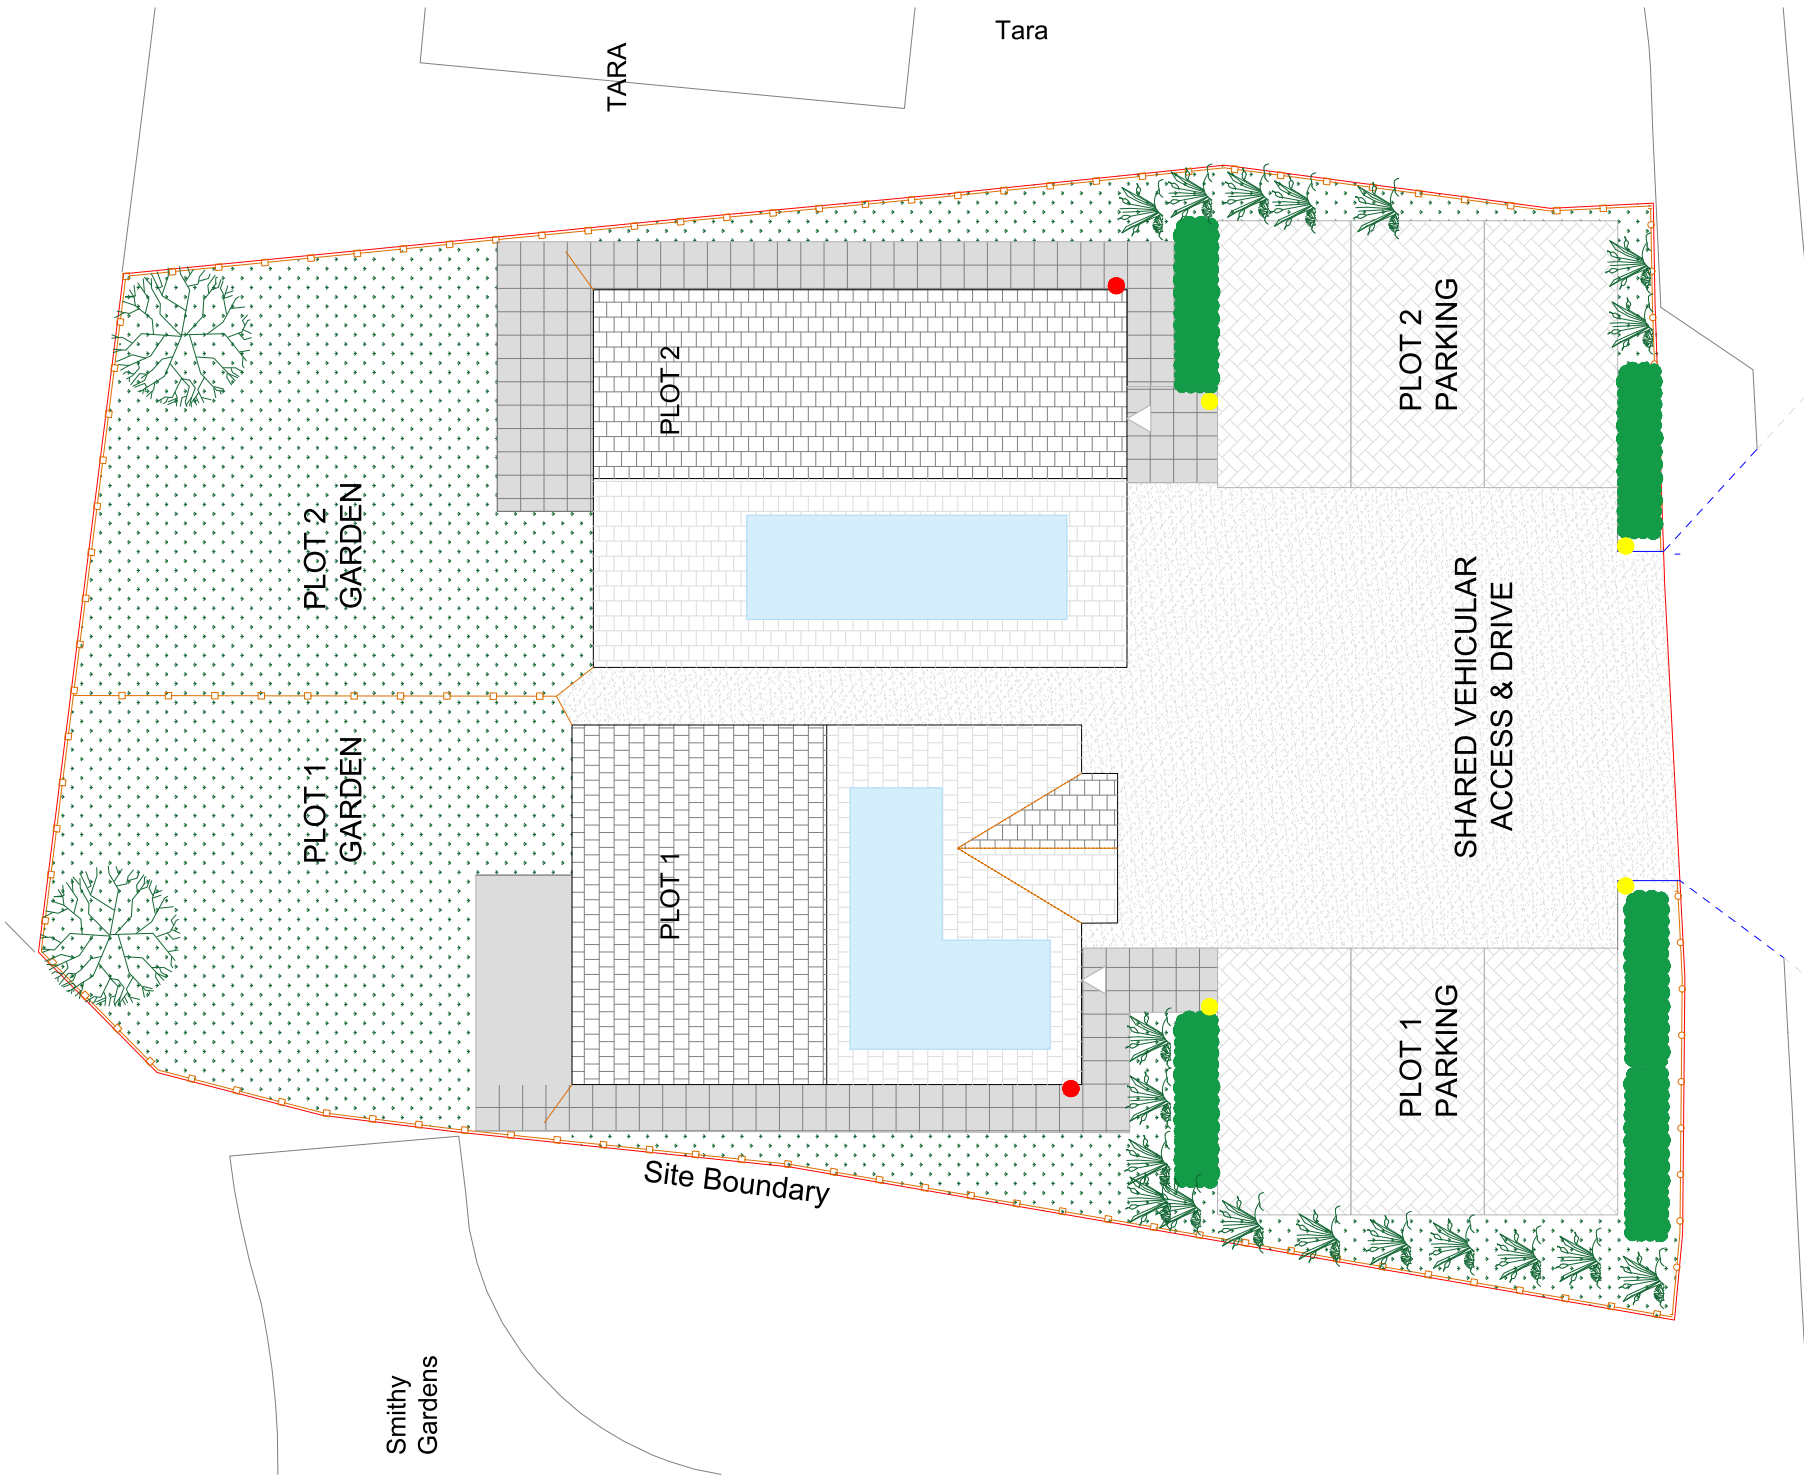 Tara
TARA
PLOT 2
PARKING
PLOT 2
PLOT 2
GARDEN
SHARED VEHICULAR
ACCESS & DRIVE
PLOT 1
GARDEN
PLOT 1
PLOT 1
PARKING
Site Boundary
Smithy
Gardens